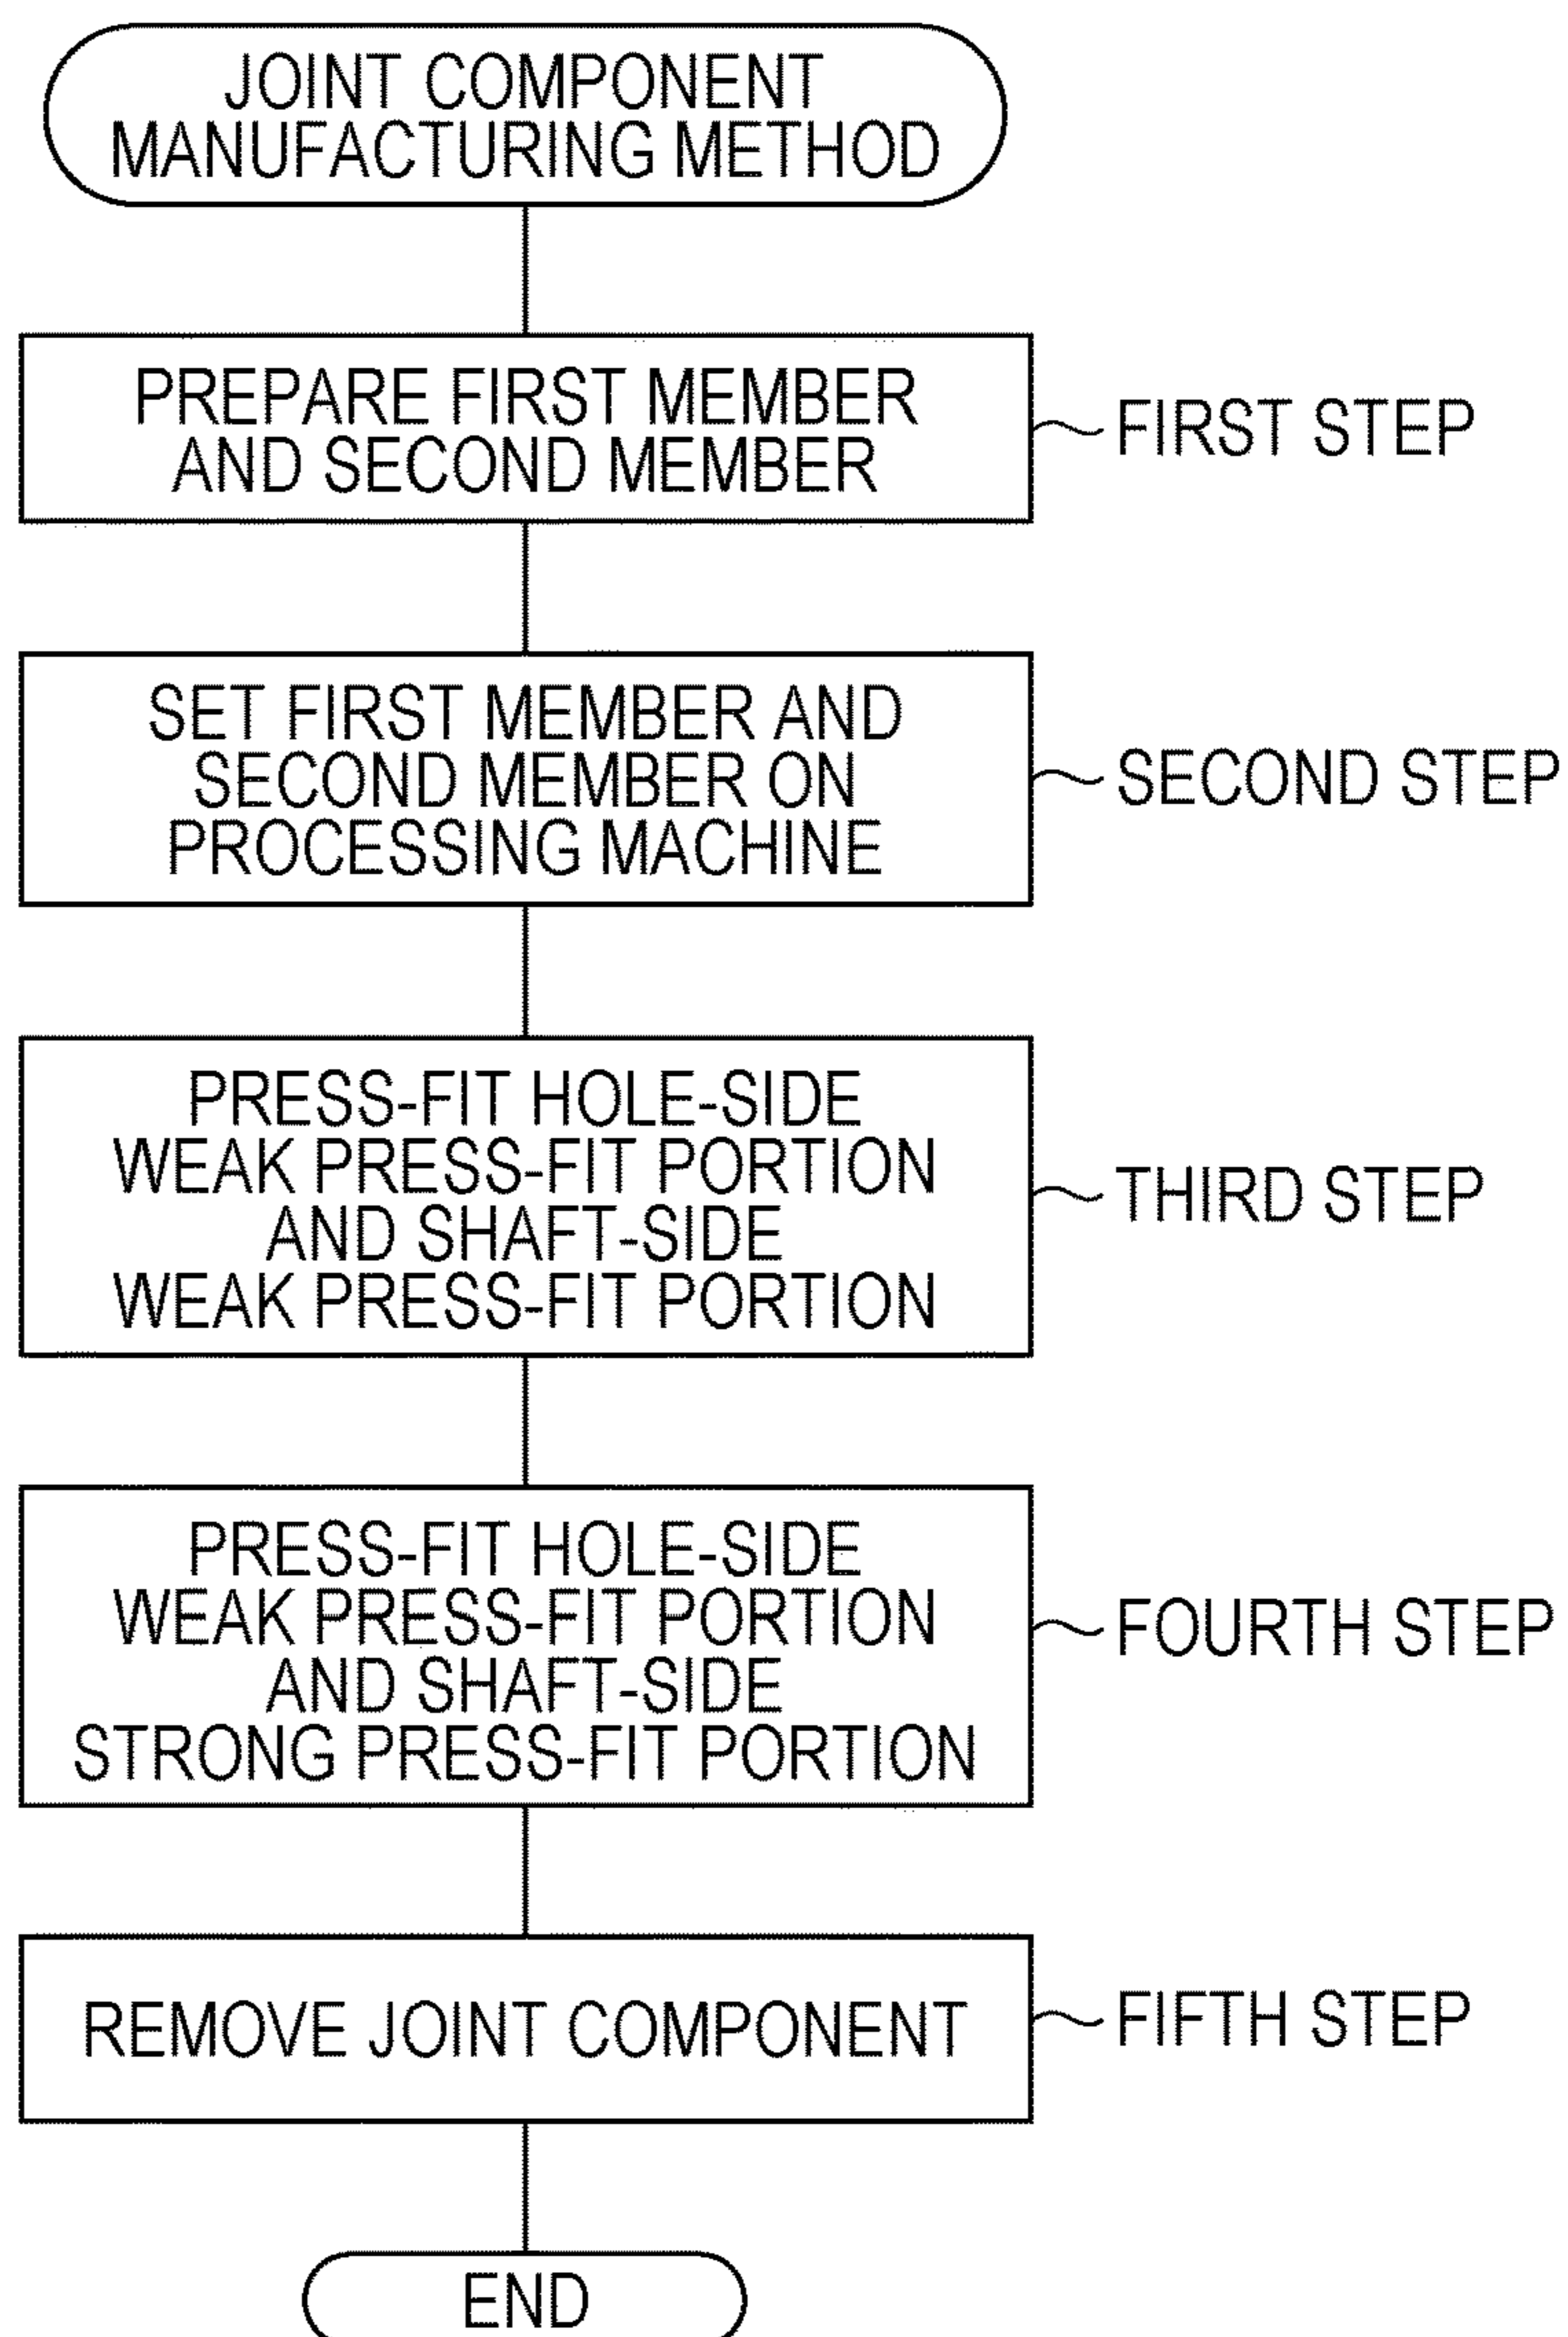 JOINT COMPONENT
MANUFACTURING METHOD
PREPARE FIRST MEMBER
AND SECOND MEMBER
FIRST STEP
SET FIRST MEMBER AND
SECOND MEMBER ON
PROCESSING MACHINE
SECOND STEP
PRESS-FIT HOLE-SIDE
WEAK PRESS-FIT PORTION
AND SHAFT-SIDE
WEAK PRESS-FIT PORTION
THIRD STEP
PRESS-FIT HOLE-SIDE
WEAK PRESS-FIT PORTION
AND SHAFT-SIDE
STRONG PRESS-FIT PORTION
FOURTH STEP
REMOVE JOINT COMPONENT
FIFTH STEP
END